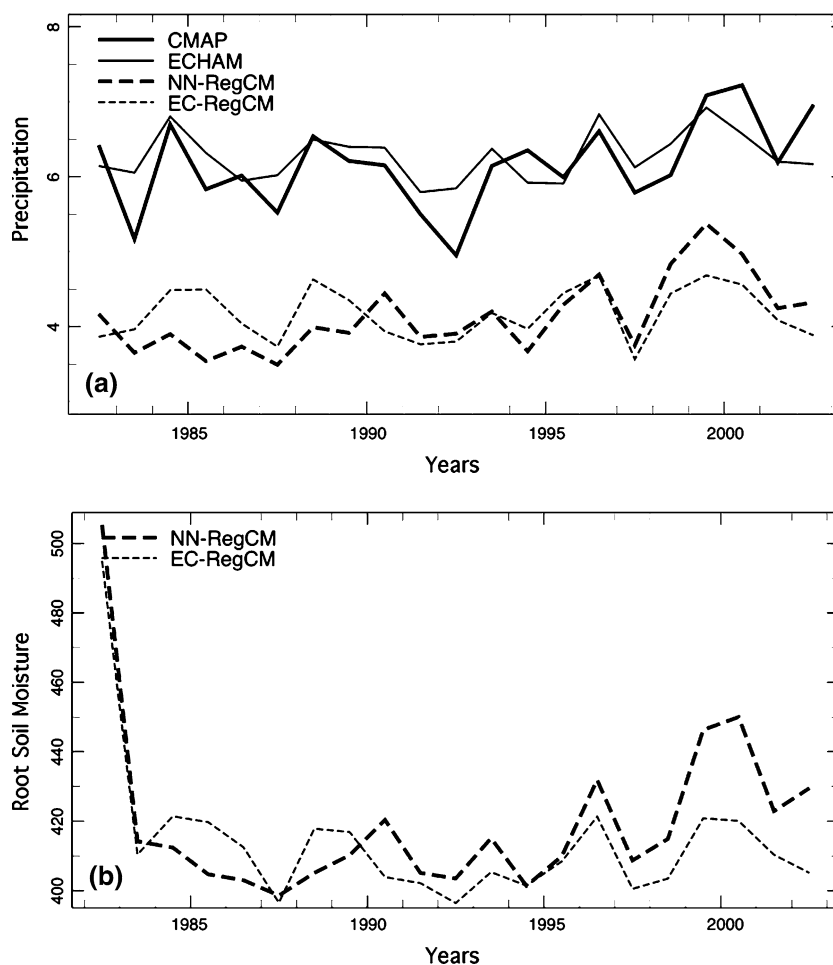 8
CMAP
ECHAM
NN-RegCM
EC-RegCM
6
Precipitation
4
(a)
1985 1990 1995 2000
Years
500
NN-RegCM
EC-RegCM
480
460
Root Soil Moisture
440
420
400
(b)
1985 1990 1995 2000
Years